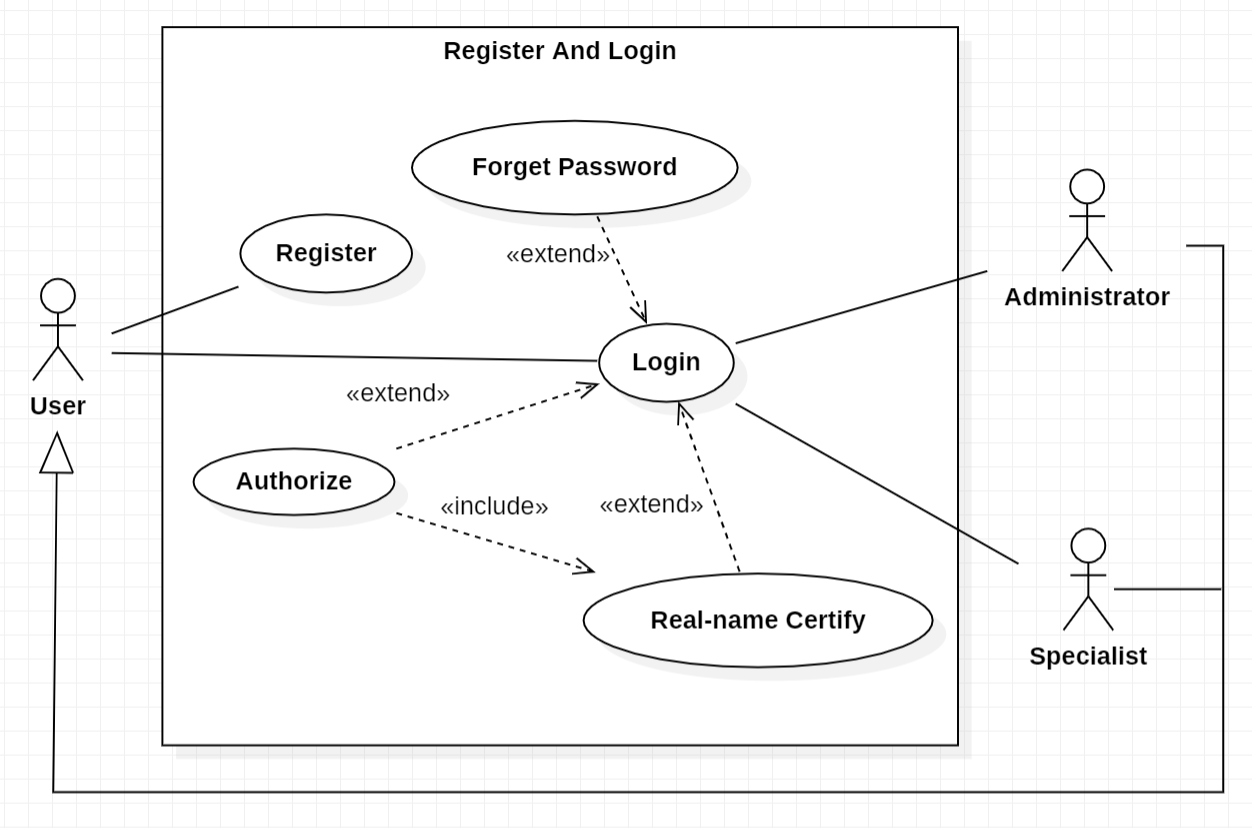 Register And Login
Forget Password
Register
«extend»
Administrator
Login
User
«extend»
Authorize
«include»
«extend»
Real-name Certify
Specialist